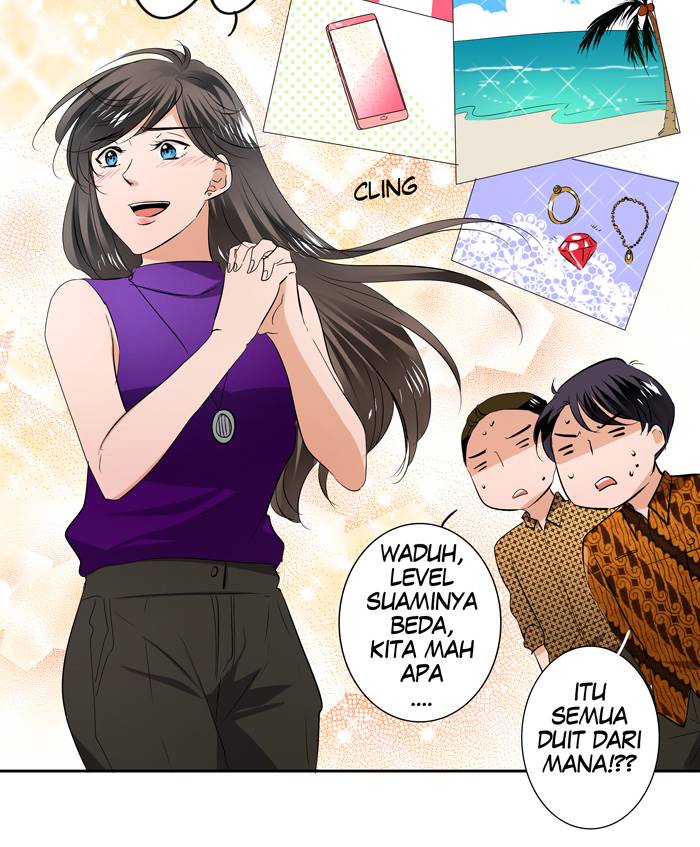 CLING
WADUH,
LEVEL
SUAMINYA
BEDA,
KITA MAH
APA
....
ITU
SEMUA
DUIT DARI
MANA!??